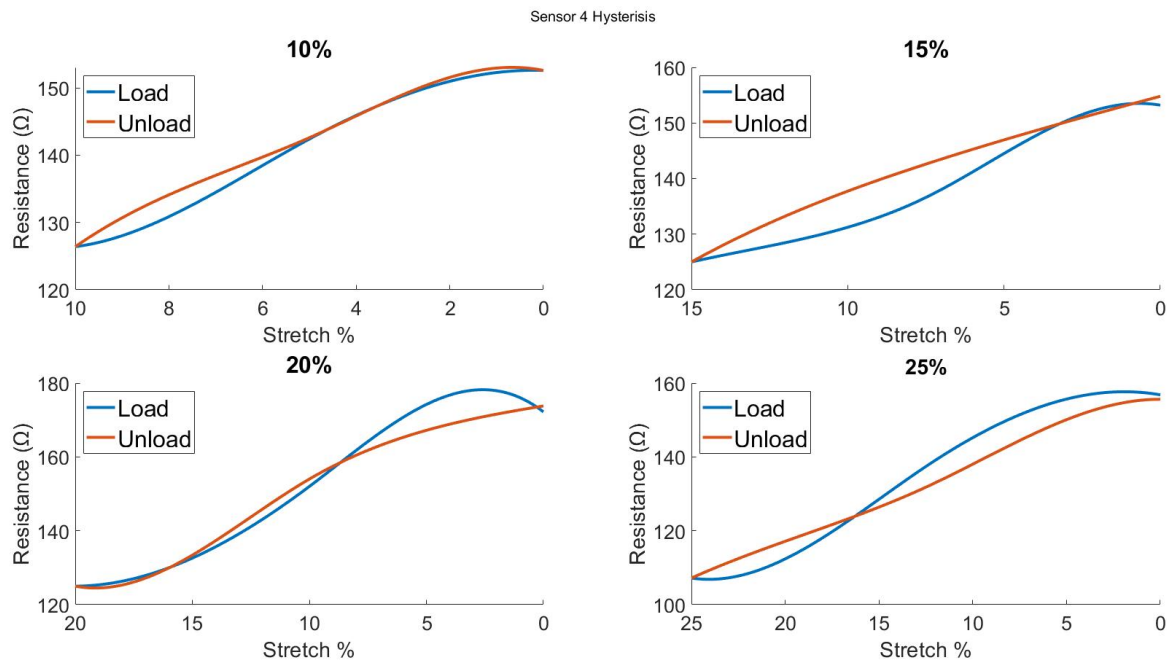 Sensor 4 Hysterisis
10%
Load
Unload
150
140
130
120
Resistance (Ω)
10 8 6 4 2 0
Stretch %
15%
Load
Unload
160
150
140
130
120
Resistance (Ω)
15 10 5 0
Stretch %
20%
Load
Unload
180
160
140
120
Resistance (Ω)
20 15 10 5 0
Stretch %
25%
Load
Unload
160
140
120
100
Resistance (Ω)
25 20 15 10 5 0
Stretch %